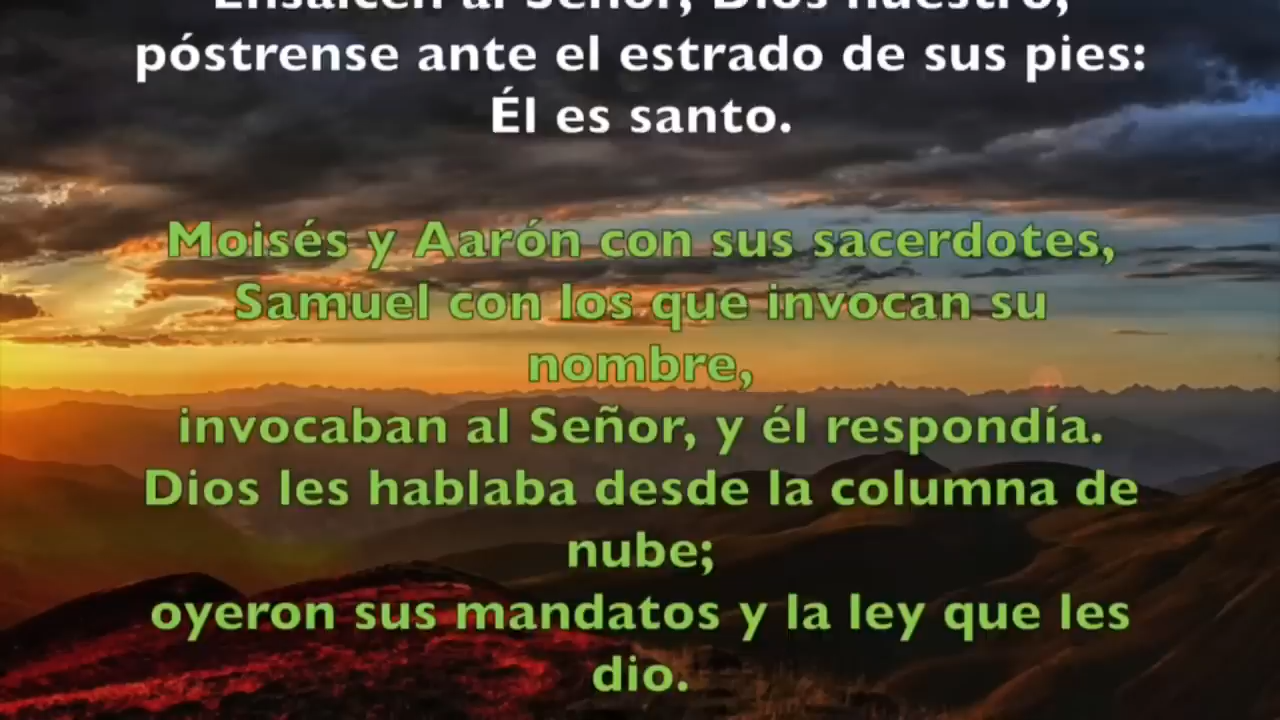 Ensalcen al Señor, Dios nuestro,
póstrense ante el estrado de sus pies:
Él es santo.
Moisés y Aarón con sus sacerdotes,
Samuel con los que invocan su
nombre,
invocaban al Señor, y él respondía.
Dios les hablaba desde la columna de
nube;
oyeron sus mandatos y la ley que les
dio.